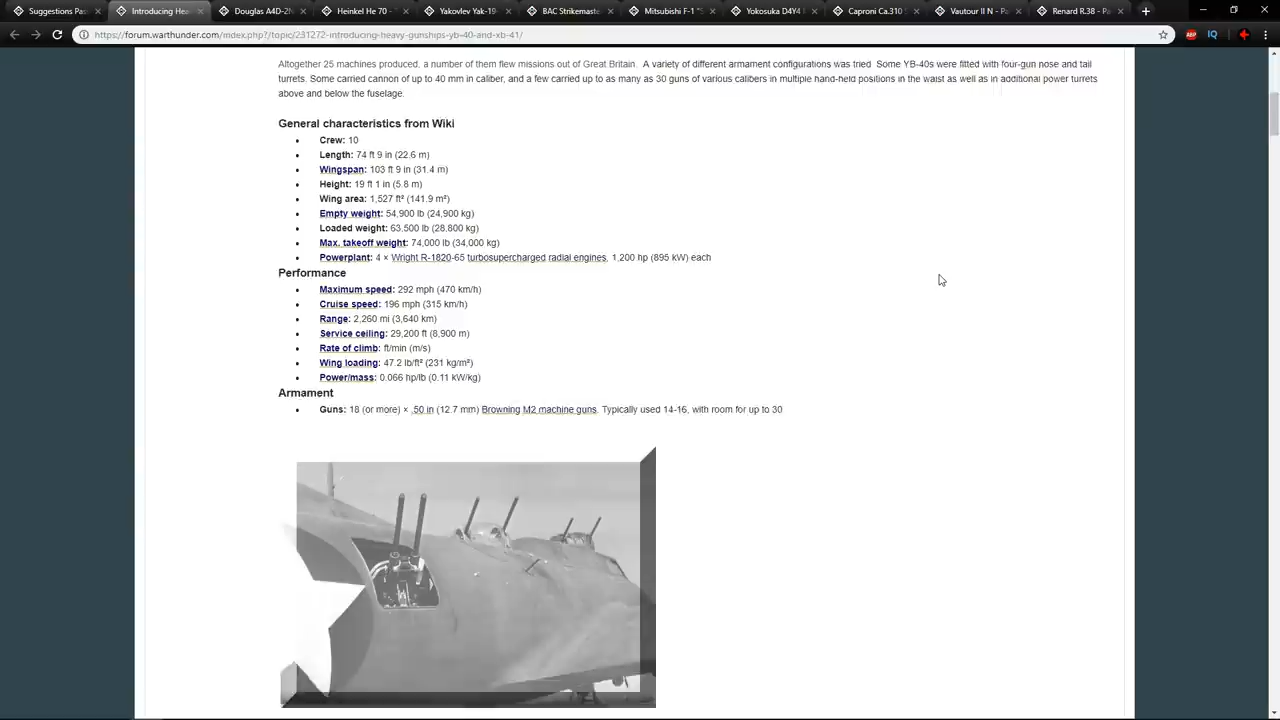 Suggestions Pas
Introducing Hea
Douglas A4D-2N
Heinkel He 70 -
Yakovlev Yak-19
BAC Strikemaste
Mitsubishi F-1 "S
Yokosuka D4Y4 I
Caproni Ca.310
Vautour II N - Pa
Renard R.38 - Pa
https://forum.warthunder.com/index.php?/topic/231272-introducing-heavy-gunships-yb-40-and-xb-41/
ABP
IQ
Altogether 25 machines produced, a number of them flew missions out of Great Britain. A variety of different armament configurations was tried Some YB-40s were fitted with four-gun nose and tail
turrets. Some carried cannon of up to 40 mm in caliber, and a few carried up to as many as 30 guns of various calibers in multiple hand-held positions in the waist as well as in additional power turrets
above and below the fuselage.
General characteristics from Wiki
Crew: 10
Length: 74 ft 9 in (22.6 m)
Wingspan: 103 ft 9 in (31.4 m)
Height: 19 ft 1 in (5.8 m)
Wing area: 1,527 ft² (141.9 m²)
Empty weight: 54,900 lb (24,900 kg)
Loaded weight: 63,500 lb (28,800 kg)
Max. takeoff weight: 74,000 lb (34,000 kg)
Powerplant: 4 × Wright R-1820-65 turbosupercharged radial engines, 1,200 hp (895 kW) each
Performance
Maximum speed: 292 mph (470 km/h)
Cruise speed: 196 mph (315 km/h)
Range: 2,260 mi (3,640 km)
Service ceiling: 29,200 ft (8,900 m)
Rate of climb: ft/min (m/s)
Wing loading: 47.2 lb/ft² (231 kg/m²)
Power/mass: 0.066 hp/lb (0.11 kW/kg)
Armament
Guns: 18 (or more) × .50 in (12.7 mm) Browning M2 machine guns. Typically used 14-16, with room for up to 30